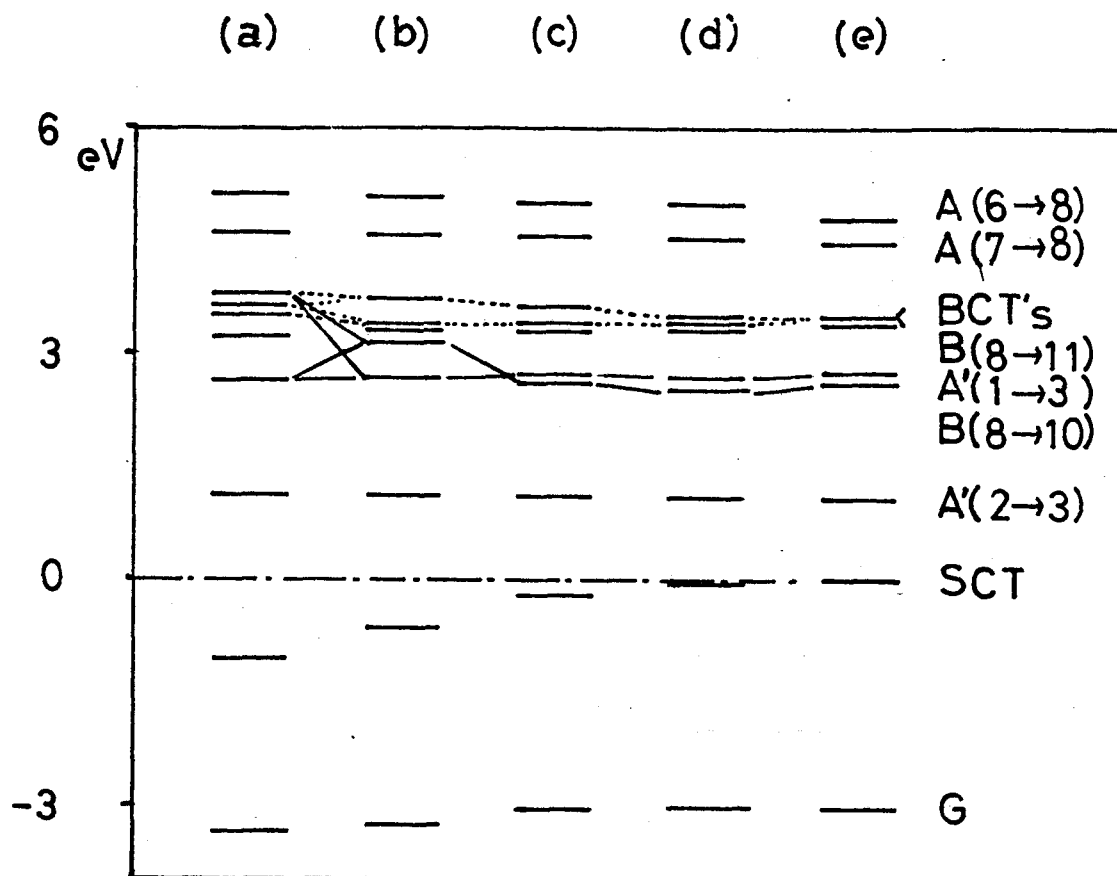 (a) (b) (c) (d) (e)
6
eV
3
0
-3
A(6→8)
A(7→8)
BCT's
B(8→11)
A'(1→3)
B(8→10)
A'(2→3)
SCT
G